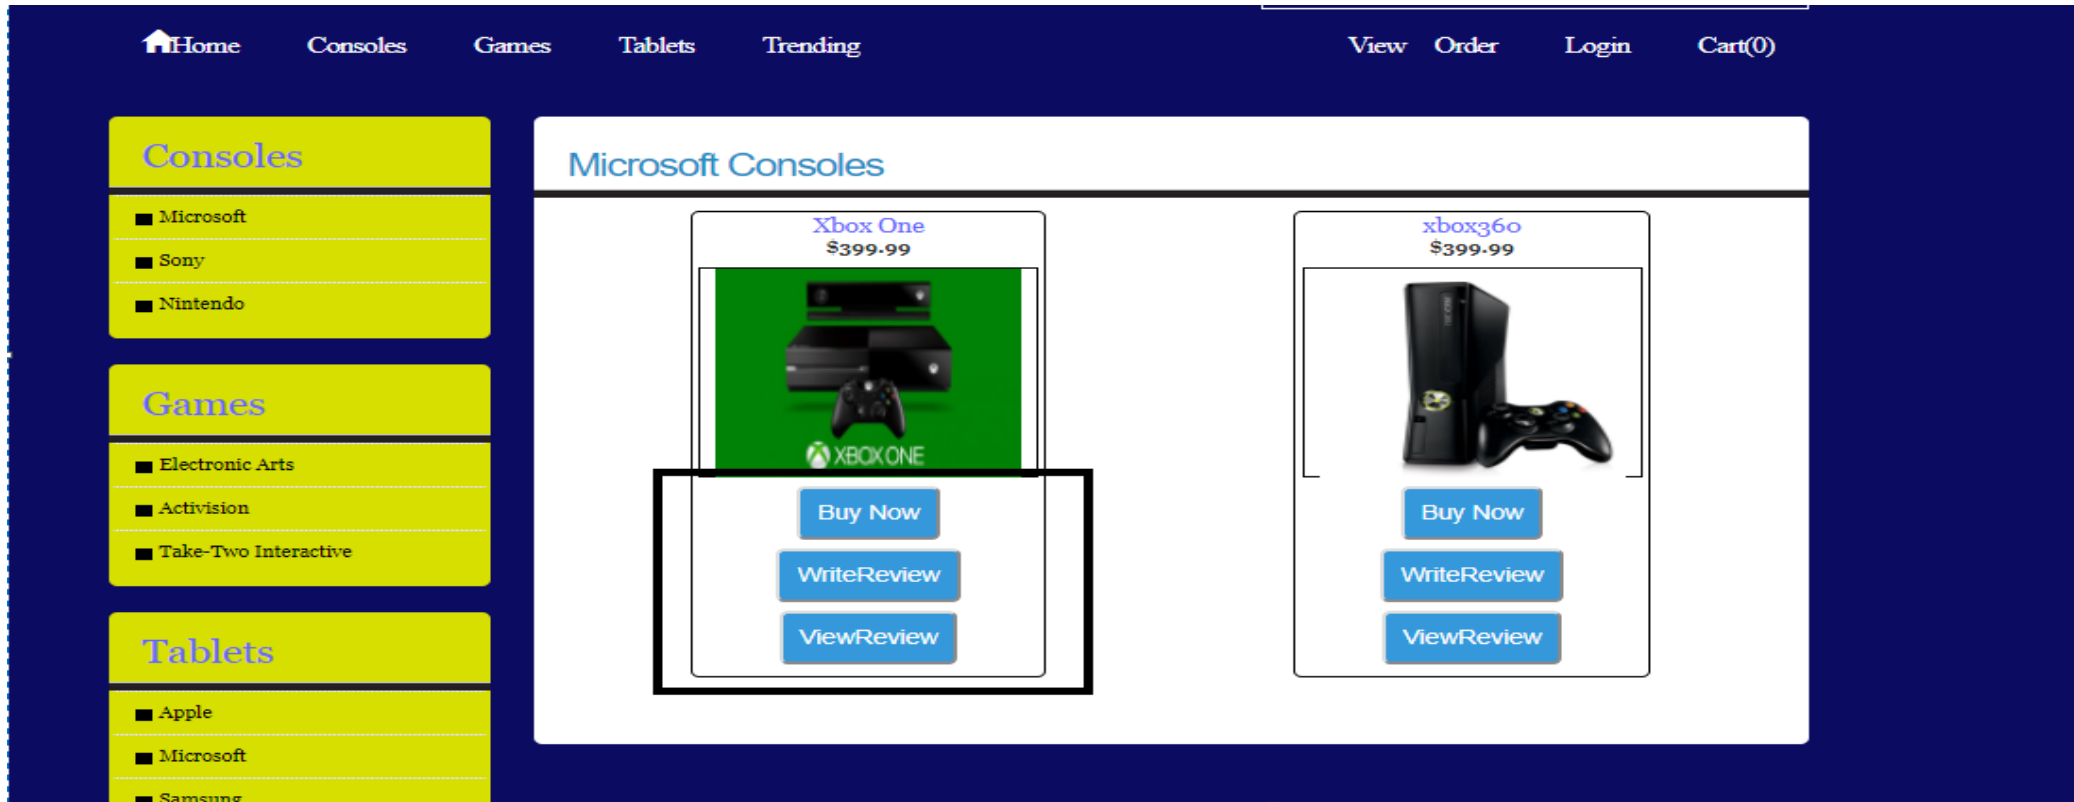 Home Consoles Games Tablets Trending View Order Login Cart(0)
Consoles
Microsoft
Sony
Nintendo
Games
Electronic Arts
Activision
Take-Two Interactive
Tablets
Apple
Microsoft
Samsung
Microsoft Consoles
Xbox One
$399.99
XBOX ONE
Buy Now
WriteReview
ViewReview
xbox360
$399.99
Buy Now
WriteReview
ViewReview